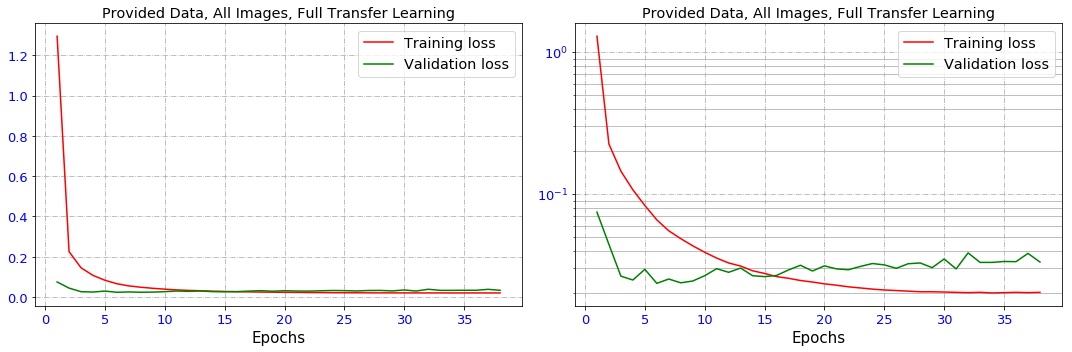 Provided Data, All Images, Full Transfer Learning
Training loss
Validation loss
1.2
1.0
0.8
0.6
0.4
0.2
0.0
0 5 10 15 20 25 30 35
Epochs
Provided Data, All Images, Full Transfer Learning
Training loss
Validation loss
10⁰
10⁻¹
0 5 10 15 20 25 30 35
Epochs